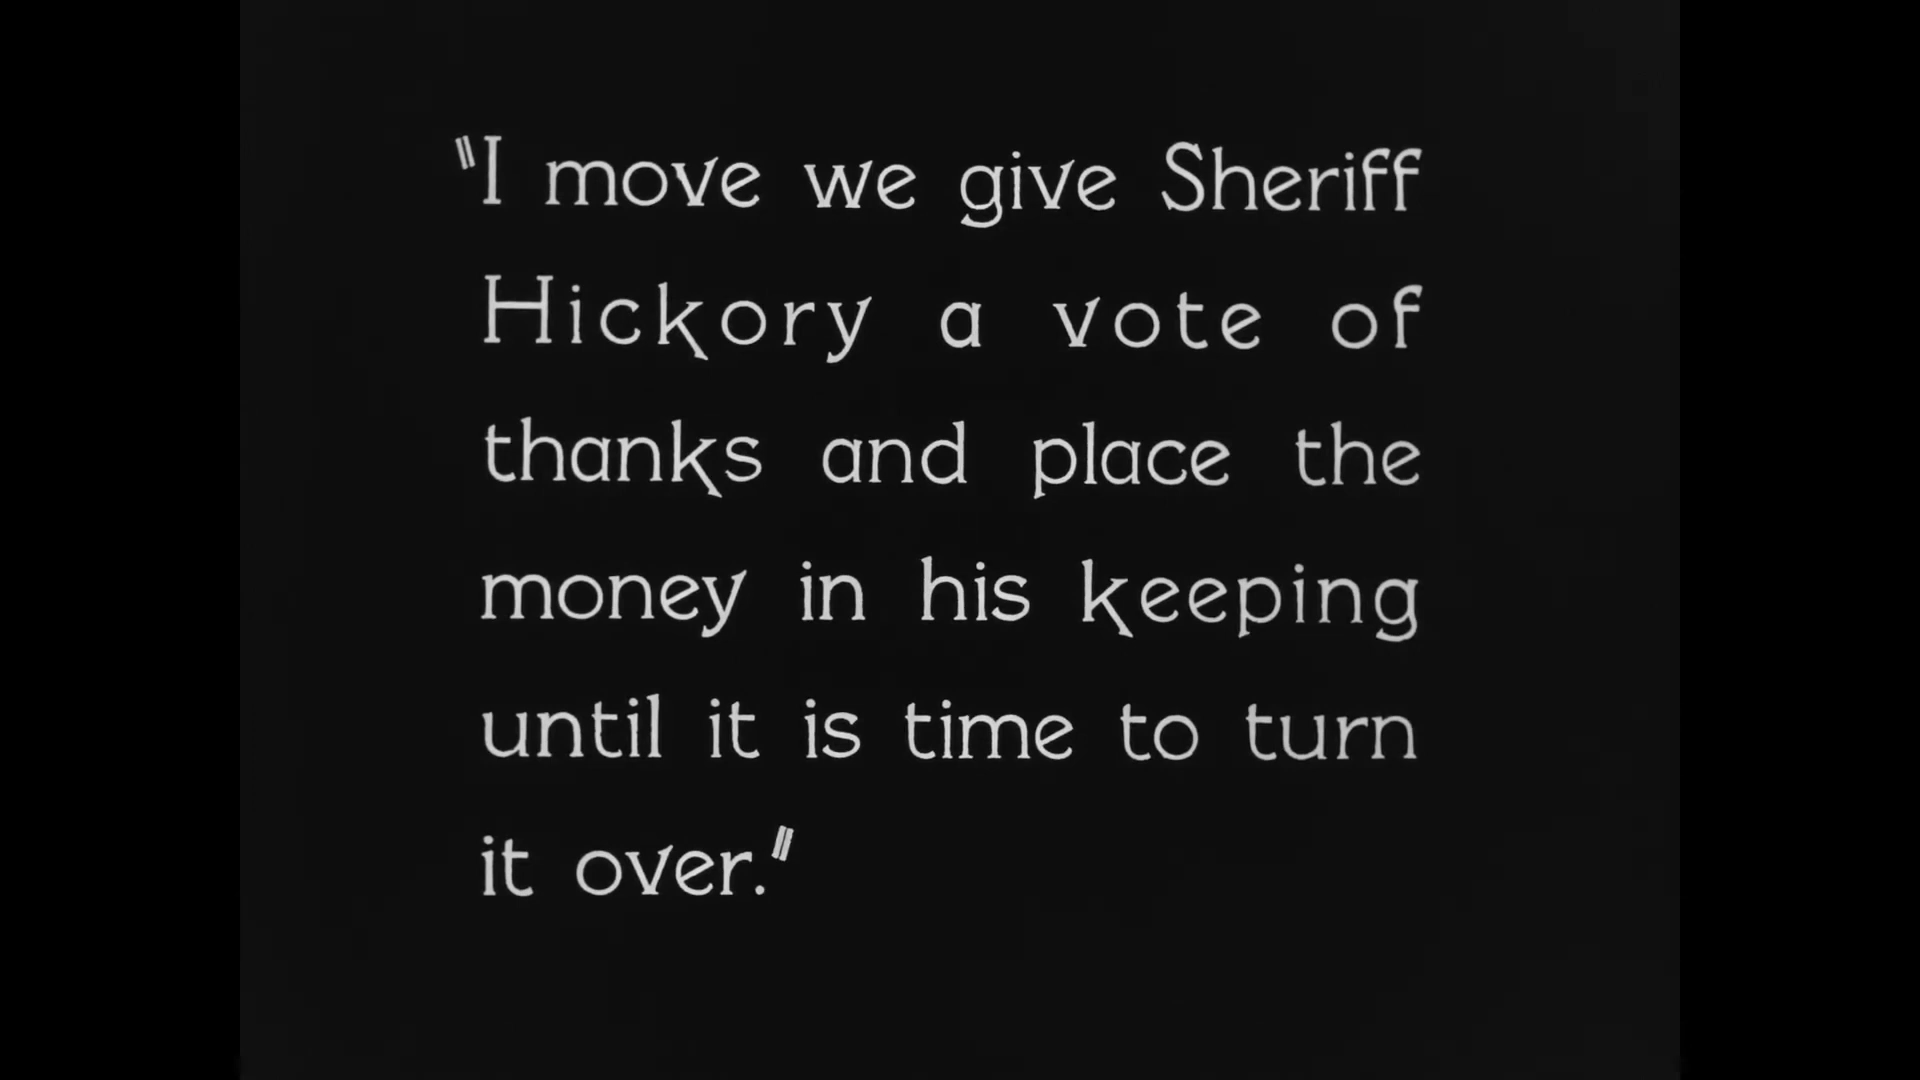 "I move we give Sheriff
Hickory a vote of
thanks and place the
money in his keeping
until it is time to turn
it over."